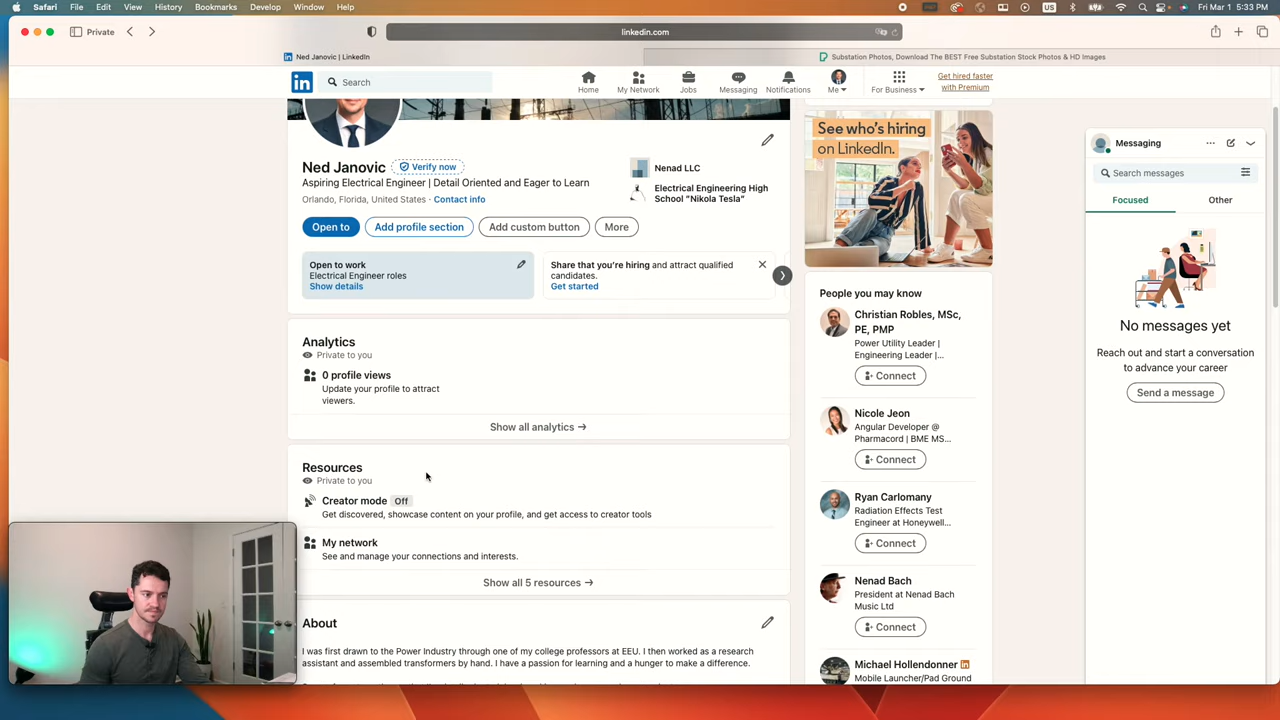 Safari File Edit View History Bookmarks Develop Window Help
US
Fri Mar 1 5:33 PM
Private
linkedin.com
Ned Janovic | LinkedIn
Substation Photos, Download The BEST Free Substation Stock Photos & HD Images
in
Search
Home
My Network
Jobs
Messaging
Notifications
Me
For Business
Get hired faster
with Premium
Ned Janovic
Verify now
Aspiring Electrical Engineer | Detail Oriented and Eager to Learn
Orlando, Florida, United States · Contact info
Nenad LLC
Electrical Engineering High
School "Nikola Tesla"
Open to
Add profile section
Add custom button
More
Open to work
Electrical Engineer roles
Show details
Share that you're hiring and attract qualified
candidates.
Get started
Analytics
Private to you
0 profile views
Update your profile to attract
viewers.
Show all analytics →
Resources
Private to you
Creator mode Off
Get discovered, showcase content on your profile, and get access to creator tools
My network
See and manage your connections and interests.
Show all 5 resources →
About
I was first drawn to the Power Industry through one of my college professors at EEU. I then worked as a research
assistant and assembled transformers by hand. I have a passion for learning and a hunger to make a difference.
See who's hiring
on LinkedIn.
People you may know
Christian Robles, MSc,
PE, PMP
Power Utility Leader |
Engineering Leader |...
Connect
Nicole Jeon
Angular Developer @
Pharmacord | BME MS...
Connect
Ryan Carlomany
Radiation Effects Test
Engineer at Honeywell...
Connect
Nenad Bach
President at Nenad Bach
Music Ltd
Connect
Michael Hollendonner in
Mobile Launcher/Pad Ground
Messaging
Search messages
Focused
Other
No messages yet
Reach out and start a conversation
to advance your career
Send a message